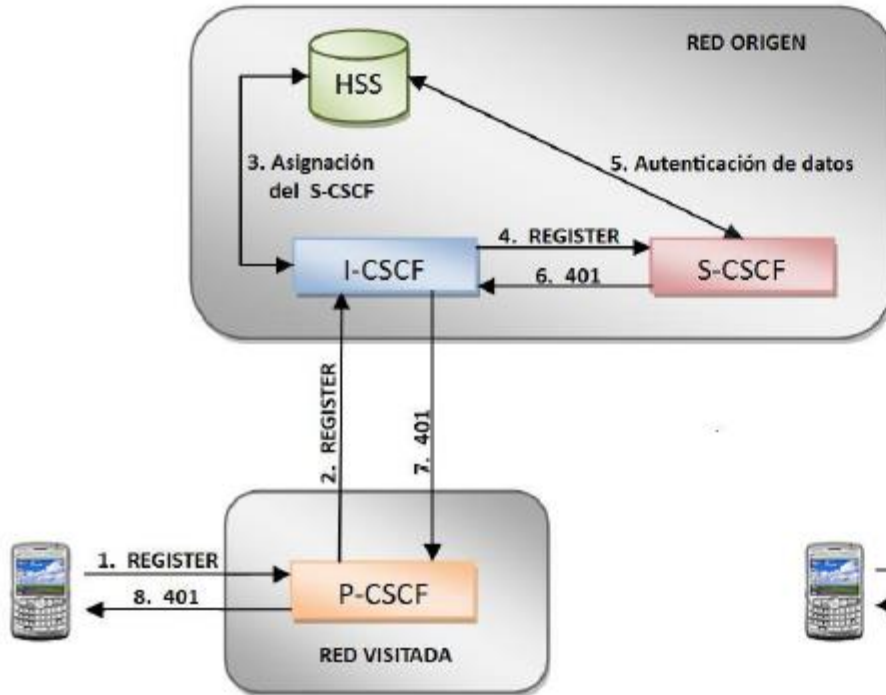 RED ORIGEN
HSS
3. Asignación
del S-CSCF
5. Autenticación de datos
4. REGISTER
I-CSCF
S-CSCF
6. 401
2. REGISTER
7. 401
1. REGISTER
P-CSCF
8. 401
RED VISITADA